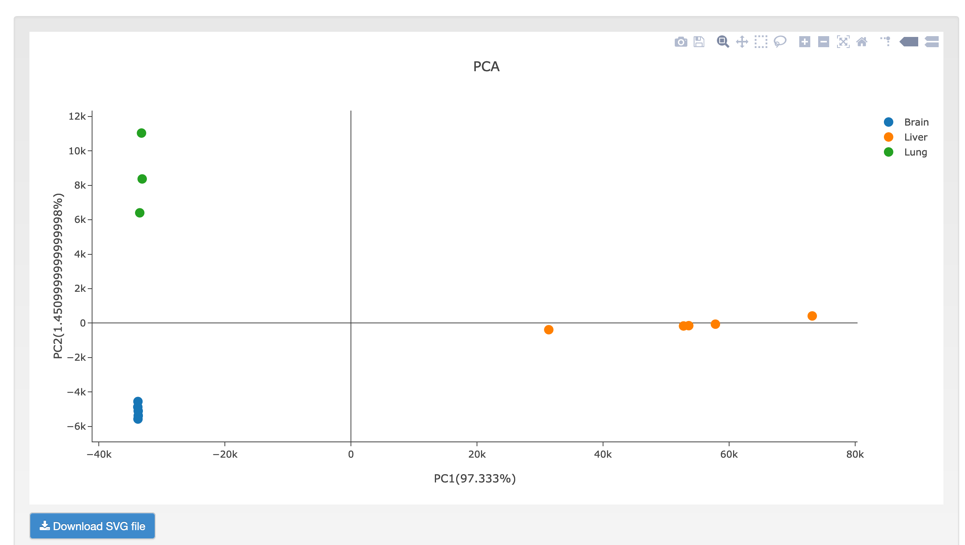 PCA
12k
10k
8k
6k
4k
2k
0
−2k
−4k
−6k
PC2(1.4509999999999998%)
−40k
−20k
0
20k
40k
60k
80k
PC1(97.333%)
Brain
Liver
Lung
Download SVG file